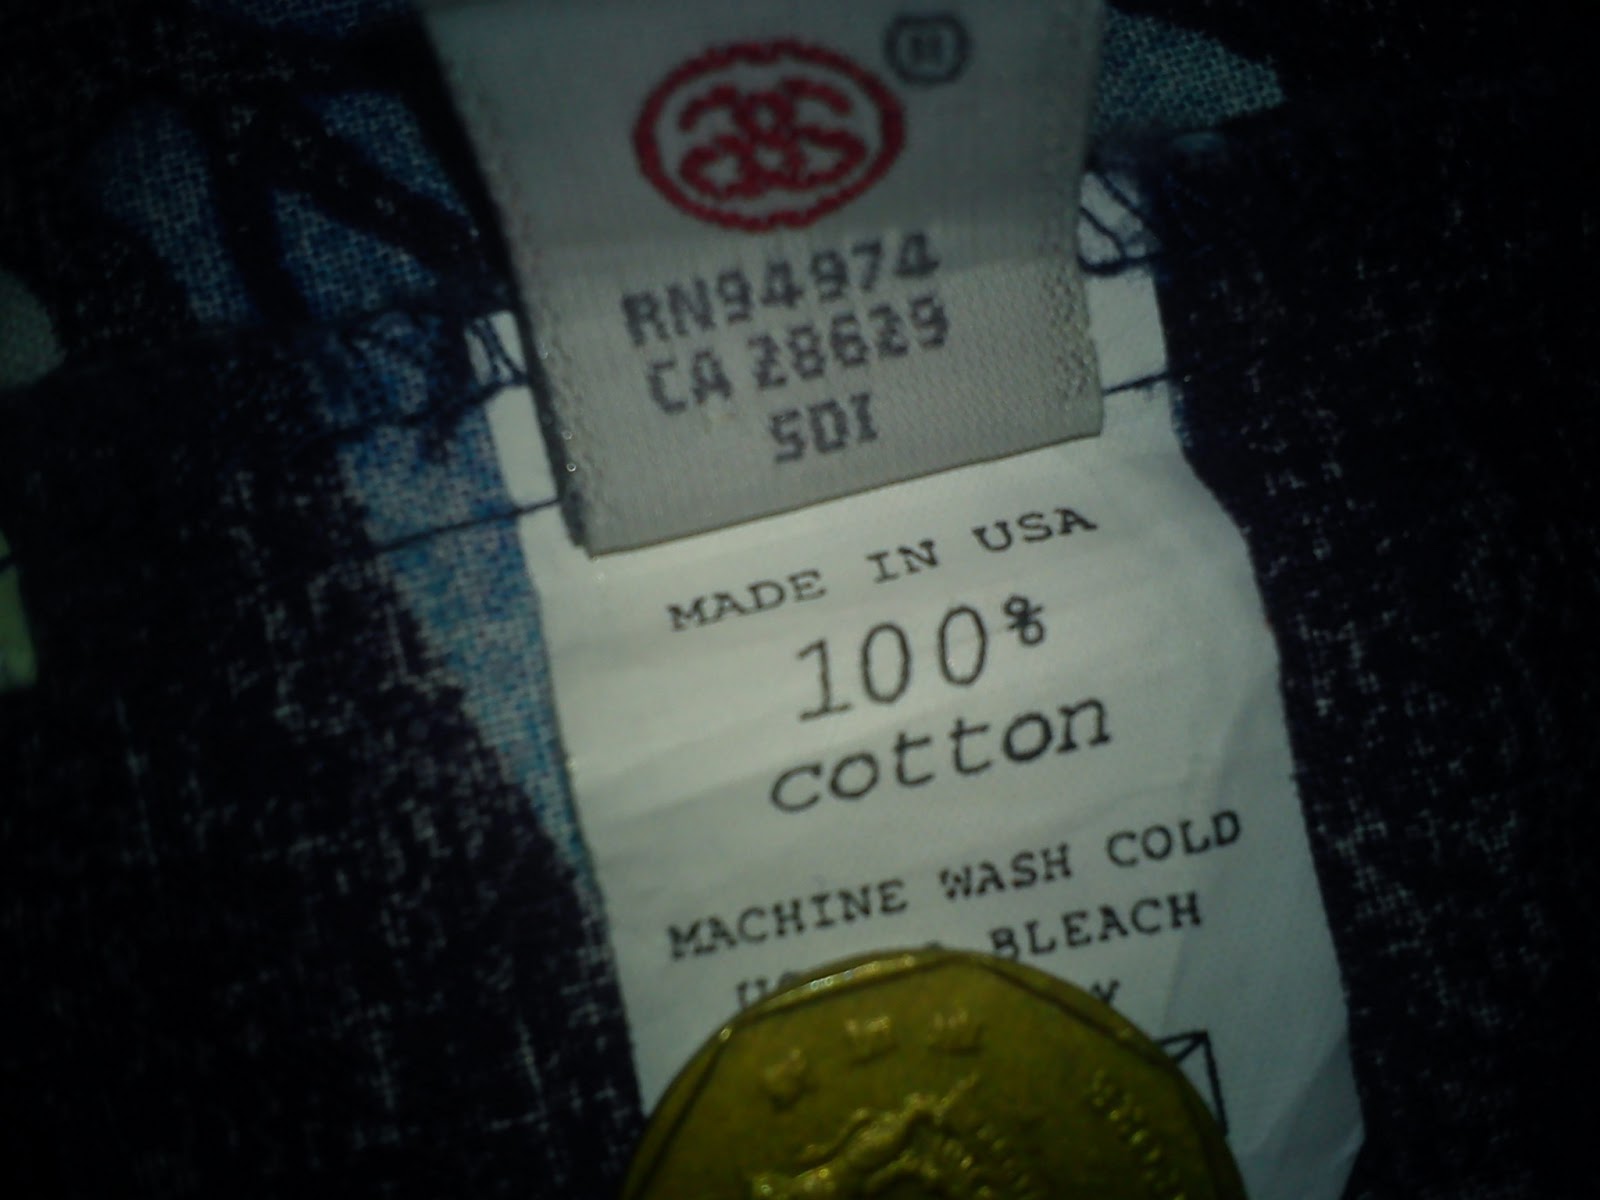 RN94974
CA 28629
SDI
MADE IN USA
100%
cotton
MACHINE WASH COLD
BLEACH